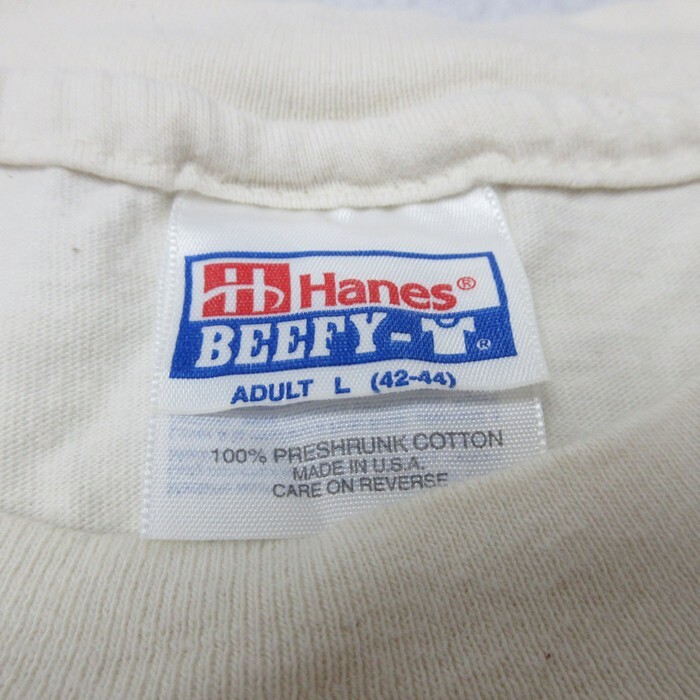 Hanes®
BEEFY-T®
ADULT L (42-44)
100% PRESHRUNK COTTON
MADE IN U.S.A.
CARE ON REVERSE